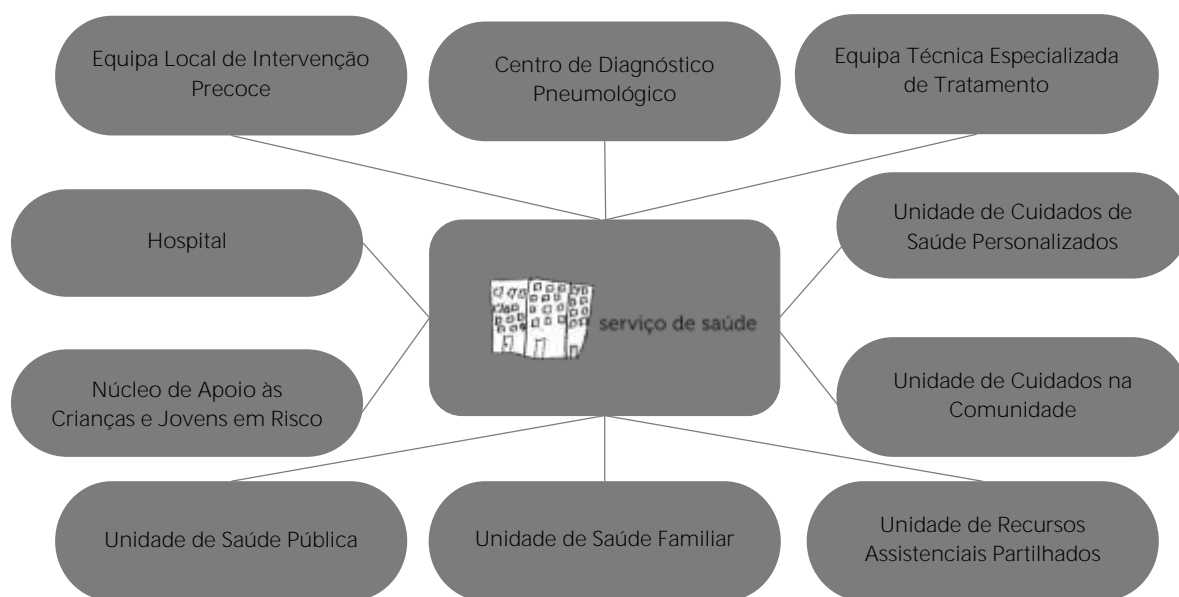 Equipa Local de Intervenção
Precoce
Centro de Diagnóstico
Pneumológico
Equipa Técnica Especializada
de Tratamento
Hospital
Unidade de Cuidados de
Saúde Personalizados
serviço de saúde
Núcleo de Apoio às
Crianças e Jovens em Risco
Unidade de Cuidados na
Comunidade
Unidade de Saúde Pública
Unidade de Saúde Familiar
Unidade de Recursos
Assistenciais Partilhados